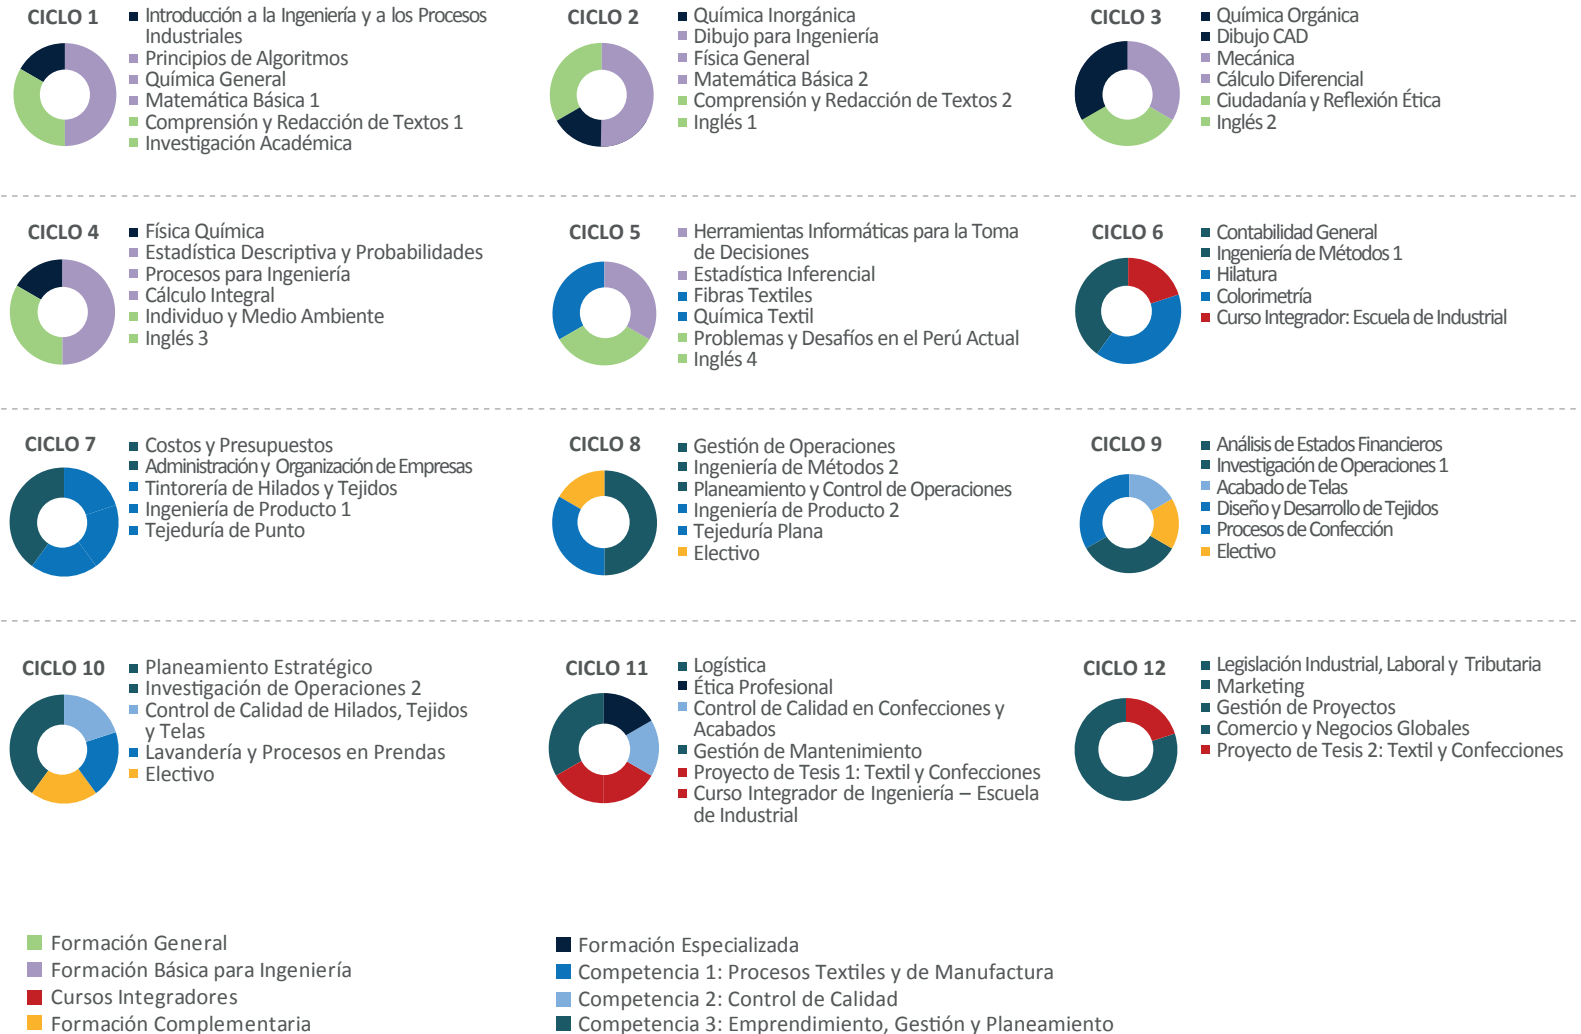 CICLO 1
Introducción a la Ingeniería y a los Procesos
Industriales
Principios de Algoritmos
Química General
Matemática Básica 1
Comprensión y Redacción de Textos 1
Investigación Académica
CICLO 2
Química Inorgánica
Dibujo para Ingeniería
Física General
Matemática Básica 2
Comprensión y Redacción de Textos 2
Inglés 1
CICLO 3
Química Orgánica
Dibujo CAD
Mecánica
Cálculo Diferencial
Ciudadanía y Reflexión Ética
Inglés 2
CICLO 4
Física Química
Estadística Descriptiva y Probabilidades
Procesos para Ingeniería
Cálculo Integral
Individuo y Medio Ambiente
Inglés 3
CICLO 5
Herramientas Informáticas para la Toma
de Decisiones
Estadística Inferencial
Fibras Textiles
Química Textil
Problemas y Desafíos en el Perú Actual
Inglés 4
CICLO 6
Contabilidad General
Ingeniería de Métodos 1
Hilatura
Colorimetría
Curso Integrador: Escuela de Industrial
CICLO 7
Costos y Presupuestos
Administración y Organización de Empresas
Tintorería de Hilados y Tejidos
Ingeniería de Producto 1
Tejeduría de Punto
CICLO 8
Gestión de Operaciones
Ingeniería de Métodos 2
Planeamiento y Control de Operaciones
Ingeniería de Producto 2
Tejeduría Plana
Electivo
CICLO 9
Análisis de Estados Financieros
Investigación de Operaciones 1
Acabado de Telas
Diseño y Desarrollo de Tejidos
Procesos de Confección
Electivo
CICLO 10
Planeamiento Estratégico
Investigación de Operaciones 2
Control de Calidad de Hilados, Tejidos
y Telas
Lavandería y Procesos en Prendas
Electivo
CICLO 11
Logística
Ética Profesional
Control de Calidad en Confecciones y
Acabados
Gestión de Mantenimiento
Proyecto de Tesis 1: Textil y Confecciones
Curso Integrador de Ingeniería – Escuela
de Industrial
CICLO 12
Legislación Industrial, Laboral y Tributaria
Marketing
Gestión de Proyectos
Comercio y Negocios Globales
Proyecto de Tesis 2: Textil y Confecciones
Formación General
Formación Básica para Ingeniería
Cursos Integradores
Formación Complementaria
Formación Especializada
Competencia 1: Procesos Textiles y de Manufactura
Competencia 2: Control de Calidad
Competencia 3: Emprendimiento, Gestión y Planeamiento